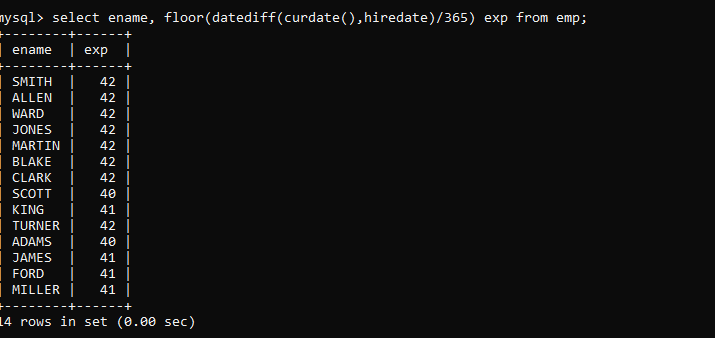 mysql> select ename, floor(datediff(curdate(),hiredate)/365) exp from emp;
+--------+------+
| ename  | exp  |
+--------+------+
| SMITH  |   42 |
| ALLEN  |   42 |
| WARD   |   42 |
| JONES  |   42 |
| MARTIN |   42 |
| BLAKE  |   42 |
| CLARK  |   42 |
| SCOTT  |   40 |
| KING   |   41 |
| TURNER |   42 |
| ADAMS  |   40 |
| JAMES  |   41 |
| FORD   |   41 |
| MILLER |   41 |
+--------+------+
14 rows in set (0.00 sec)